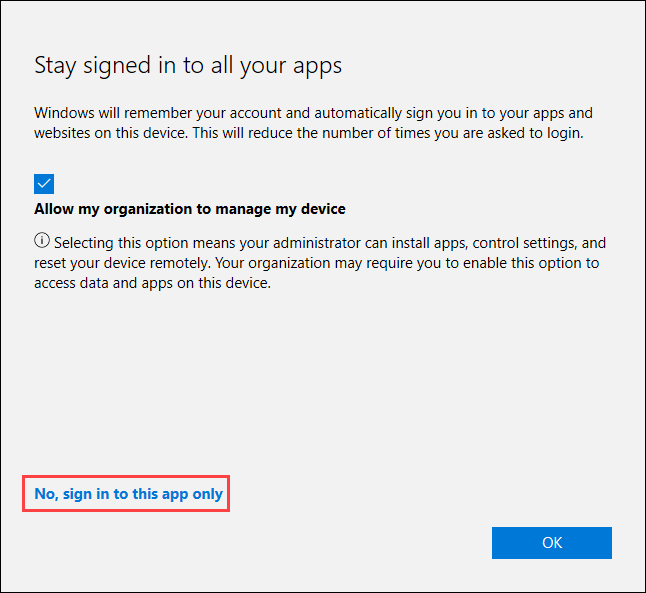 Stay signed in to all your apps
Windows will remember your account and automatically sign you in to your apps and
websites on this device. This will reduce the number of times you are asked to login.
Allow my organization to manage my device
Selecting this option means your administrator can install apps, control settings, and
reset your device remotely. Your organization may require you to enable this option to
access data and apps on this device.
No, sign in to this app only
OK